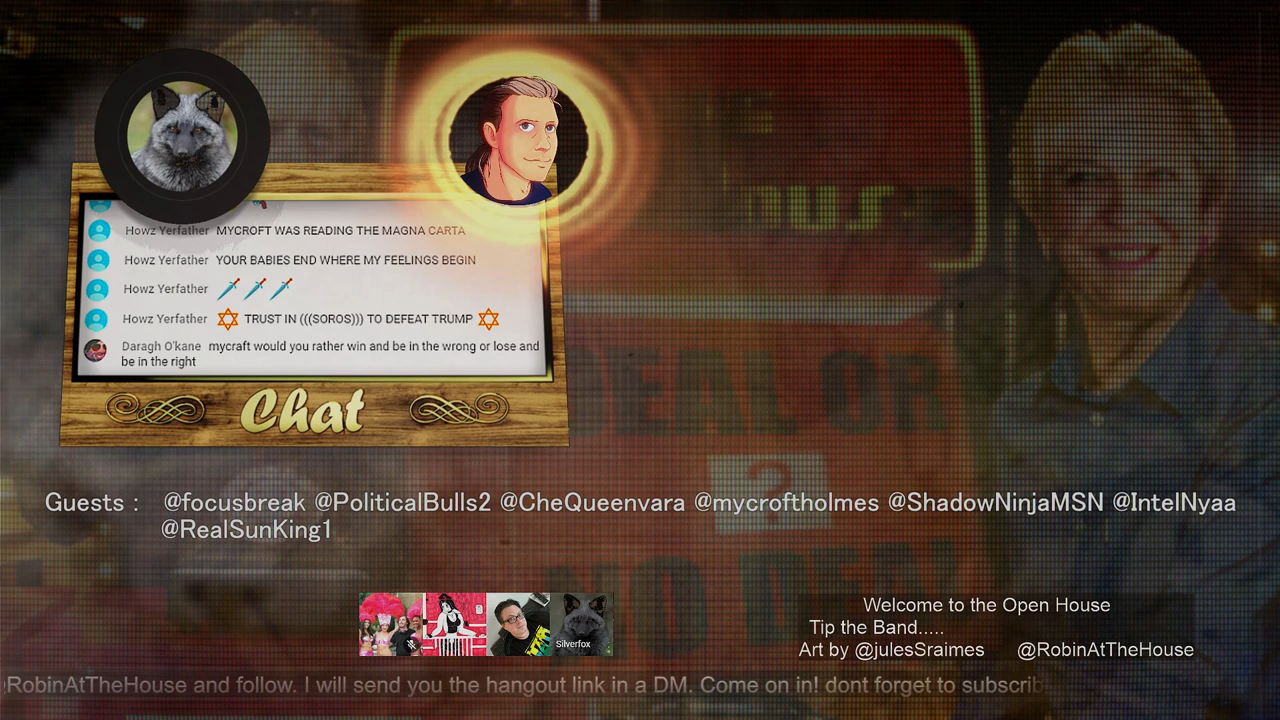 Howz Yerfather MYCROFT WAS READING THE MAGNA CARTA
Howz Yerfather YOUR BABIES END WHERE MY FEELINGS BEGIN
Howz Yerfather 🗡🗡🗡
Howz Yerfather 🔯 TRUST IN (((SOROS))) TO DEFEAT TRUMP 🔯
Daragh O'kane mycraft would you rather win and be in the wrong or lose and
be in the right
Chat
DEAL OR
?
NO DEAL
Guests : @focusbreak @PoliticalBulls2 @CheQueenvara @mycroftholmes @ShadowNinjaMSN @IntelNyaa
@RealSunKing1
Silverfox
Welcome to the Open House
Tip the Band.....
Art by @julesSraimes @RobinAtTheHouse
RobinAtTheHouse and follow. I will send you the hangout link in a DM. Come on in! dont forget to subscrib